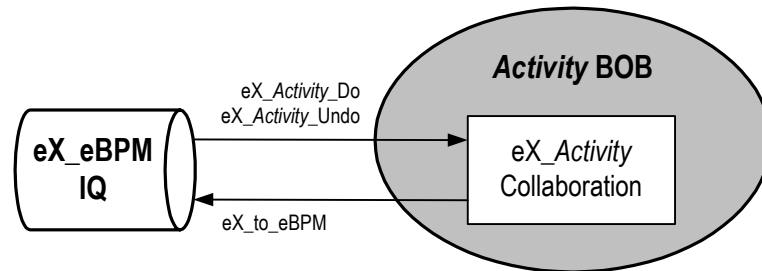 Activity BOB
eX_Activity_Do
eX_Activity_Undo
eX_eBPM
IQ
eX_Activity
Collaboration
eX_to_eBPM